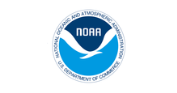 NATIONAL OCEANIC AND ATMOSPHERIC ADMINISTRATION
NOAA
U.S. DEPARTMENT OF COMMERCE